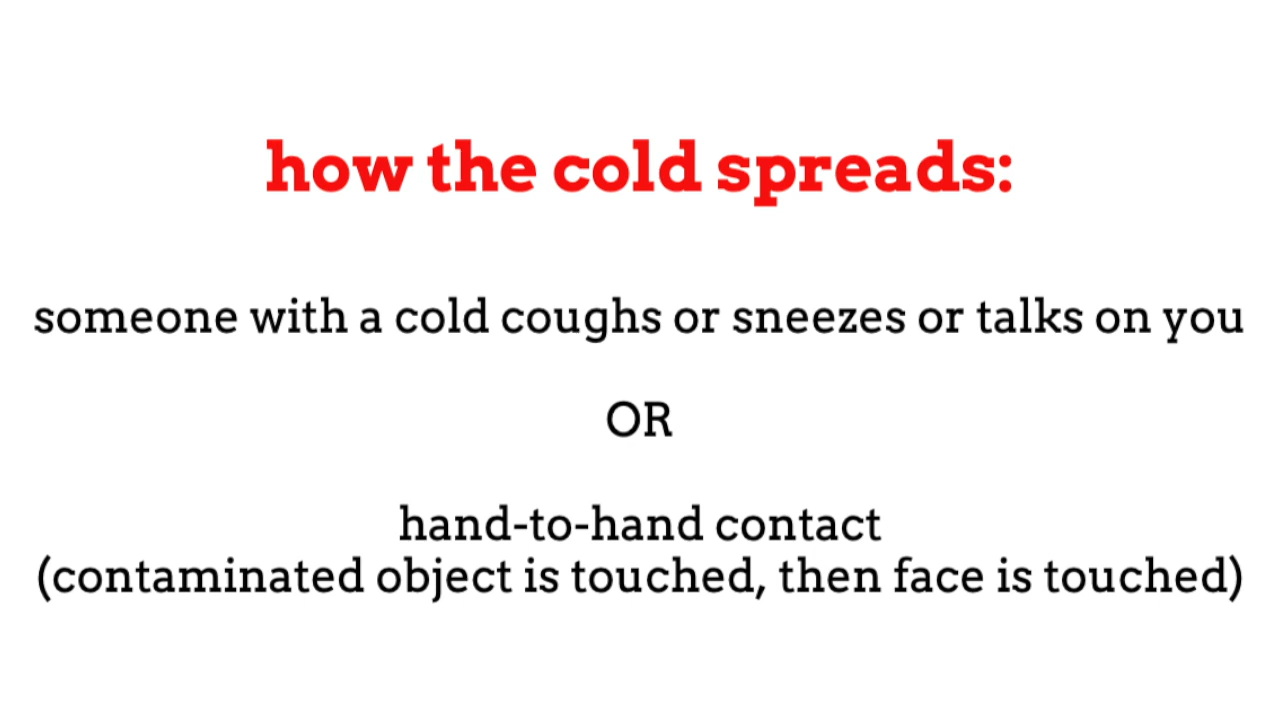 how the cold spreads:
someone with a cold coughs or sneezes or talks on you
OR
hand-to-hand contact
(contaminated object is touched, then face is touched)